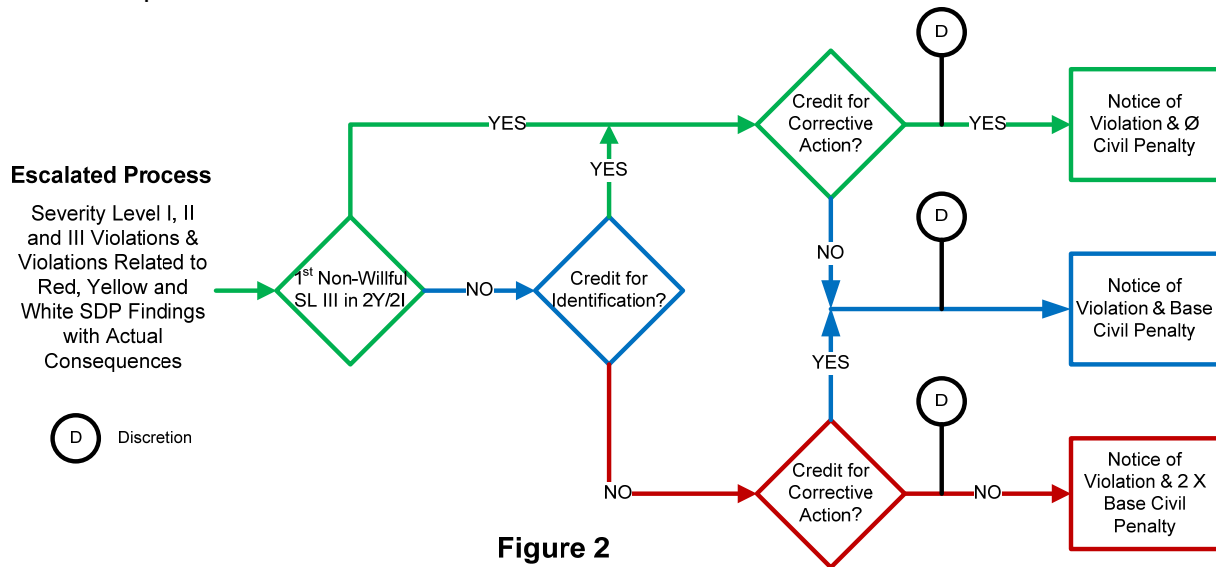 Escalated Process
Severity Level I, II
and III Violations &
Violations Related to
Red, Yellow and
White SDP Findings
with Actual
Consequences
D
Discretion
1st Non-Willful
SL III in 2Y/2I
YES
NO
Credit for
Identification?
YES
NO
Credit for
Corrective
Action?
D
YES
Notice of
Violation & Ø
Civil Penalty
NO
D
Notice of
Violation & Base
Civil Penalty
YES
Credit for
Corrective
Action?
D
NO
Notice of
Violation & 2 X
Base Civil
Penalty
Figure 2